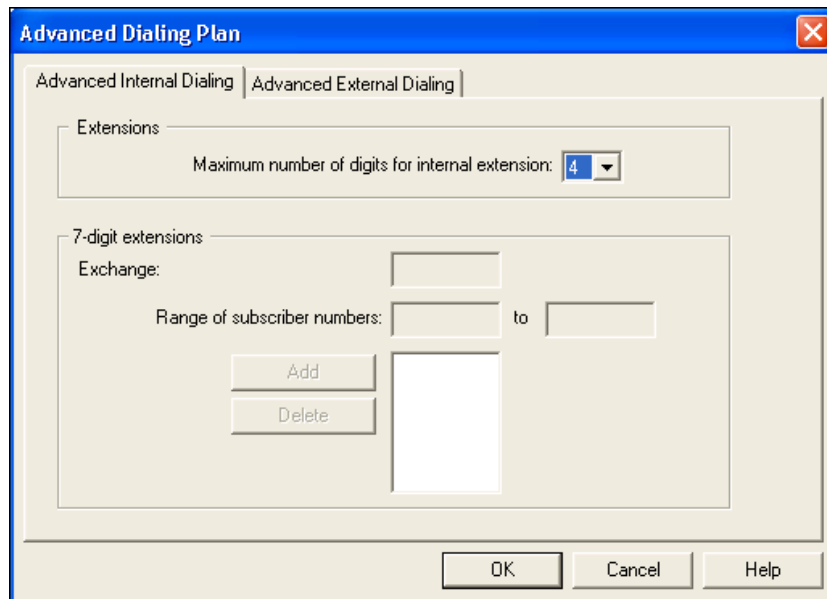 Advanced Dialing Plan
Advanced Internal Dialing Advanced External Dialing
Extensions
Maximum number of digits for internal extension: 4
7-digit extensions
Exchange:
Range of subscriber numbers: to
Add
Delete
OK Cancel Help